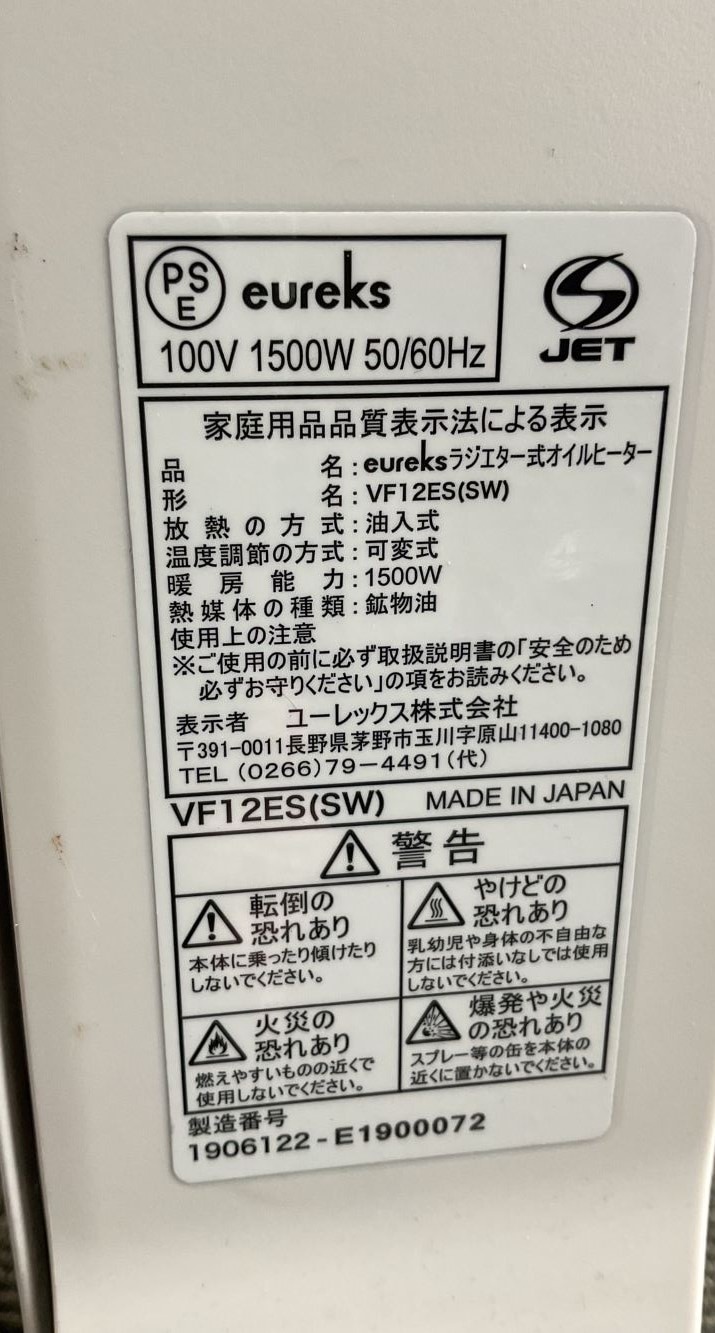 PS
E
eureks
100V 1500W 50/60Hz
JET
家庭用品品質表示法による表示
品名:eureksラジエター式オイルヒーター
形名:VF12ES(SW)
放熱の方式:油入式
温度調節の方式:可変式
暖房能力:1500W
熱媒体の種類:鉱物油
使用上の注意
※ご使用の前に必ず取扱説明書の「安全のため
必ずお守りください」の項をお読みください。
表示者 ユーレックス株式会社
〒391-0011長野県茅野市玉川字原山11400-1080
TEL(0266)79-4491(代)
VF12ES(SW) MADE IN JAPAN
警告
転倒の
恐れあり
本体に乗ったり傾けたり
しないでください。
やけどの
恐れあり
乳幼児や身体の不自由な
方には付添いなしでは使用
しないでください。
火災の
恐れあり
燃えやすいものの近くで
使用しないでください。
爆発や火災
の恐れあり
スプレー等の缶を本体の
近くに置かないでください。
製造番号
1906122-E1900072